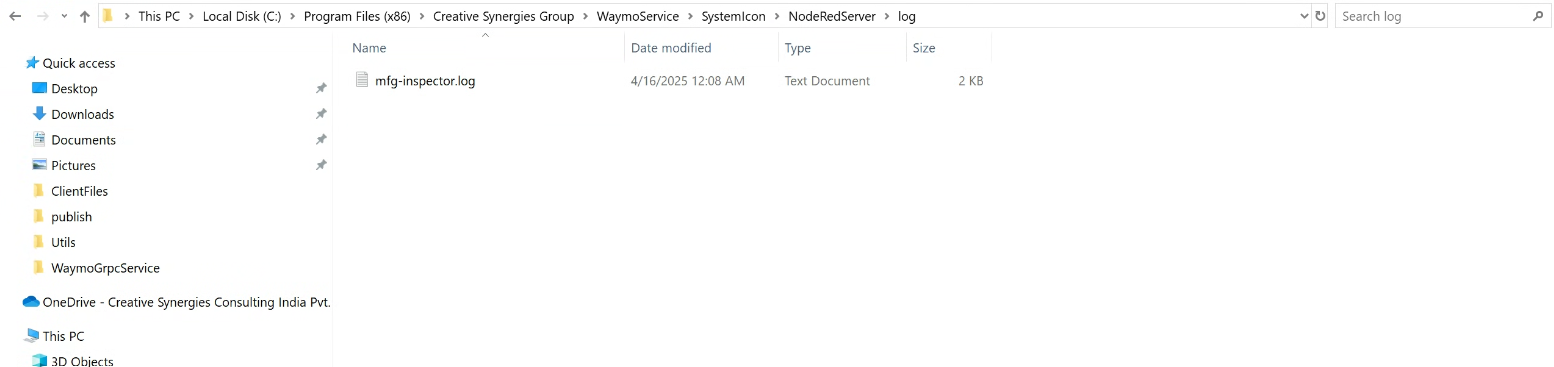 This PC > Local Disk (C:) > Program Files (x86) > Creative Synergies Group > WaymoService > SystemIcon > NodeRedServer > log
Search log
Name Date modified Type Size
mfg-inspector.log 4/16/2025 12:08 AM Text Document 2 KB
Quick access
Desktop
Downloads
Documents
Pictures
ClientFiles
publish
Utils
WaymoGrpcService
OneDrive - Creative Synergies Consulting India Pvt.
This PC
3D Objects